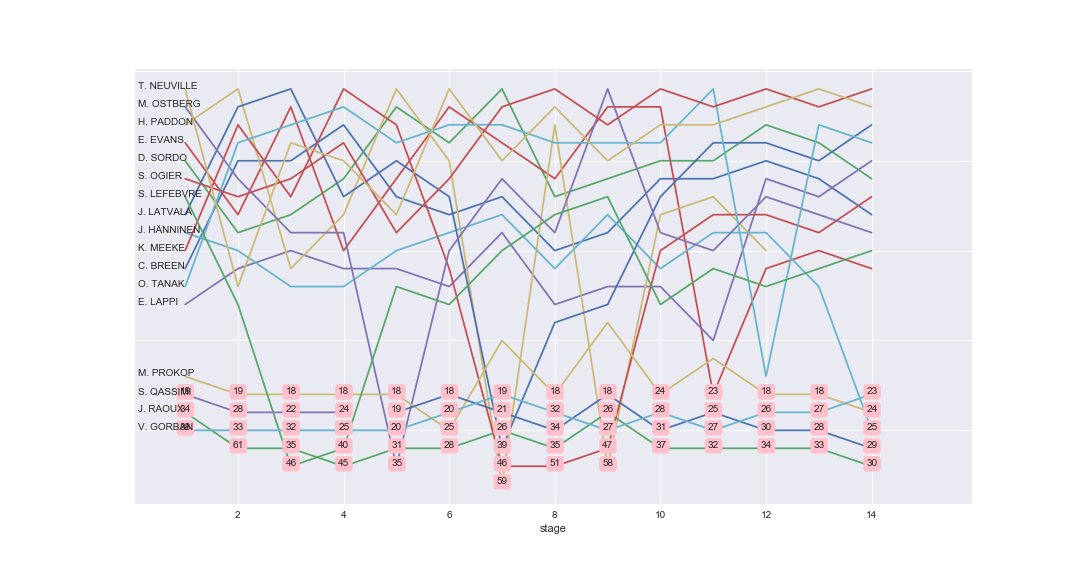 T. NEUVILLE
M. OSTBERG
H. PADDON
E. EVANS
D. SORDO
S. OGIER
S. LEFEBVRE
J. LATVALA
J. HÄNNINEN
K. MEEKE
C. BREEN
O. TANAK
E. LAPPI
M. PROKOP
S. QASSIMI 19 18 18 18 19 18 18 24 23 18 18 23
J. RAOUX 28 22 24 19 20 21 32 26 28 25 26 27 24
V. GORBAN 33 32 25 20 25 26 34 27 31 27 30 28 25
61 35 40 31 28 39 35 47 37 32 34 33 29
46 45 35 46 51 58 30
59
2 4 6 8 10 12 14
stage